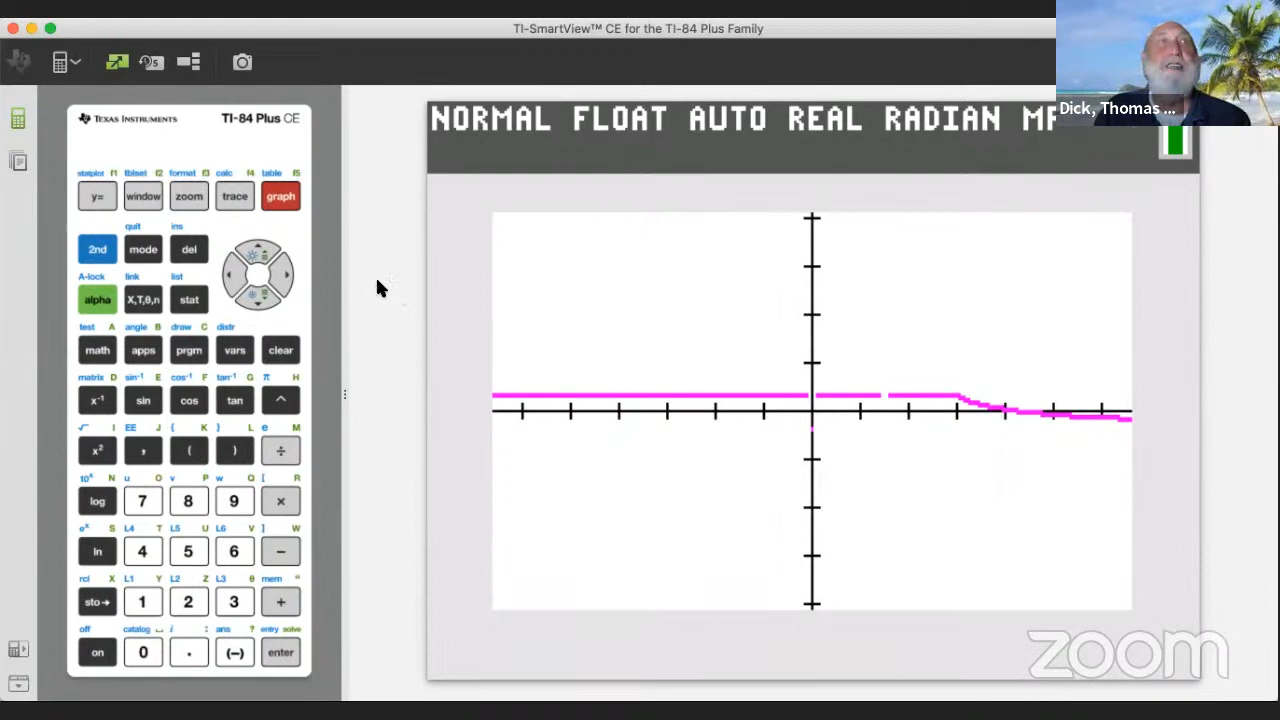 TI-SmartView™ CE for the TI-84 Plus Family
Dick, Thomas ...
TEXAS INSTRUMENTS TI-84 Plus CE
NORMAL FLOAT AUTO REAL RADIAN MP
statplot f1 tblset f2 format f3 calc f4 table f5
y= window zoom trace graph
quit ins
2nd mode del
A-lock link list
alpha X,T,θ,n stat
test A angle B draw C distr
math apps prgm vars clear
matrix D sin⁻¹ E cos⁻¹ F tan⁻¹ G π H
x⁻¹ sin cos tan ^
√ I EE J { K } L e M
x² , ( ) ÷
10ˣ N u O v P w Q [ R
log 7 8 9 ×
eˣ S L4 T L5 U L6 V ] W
ln 4 5 6 −
rcl X L1 Y L2 Z L3 θ mem "
sto→ 1 2 3 +
off catalog i : ans ? entry solve
on 0 . (−) enter
zoom